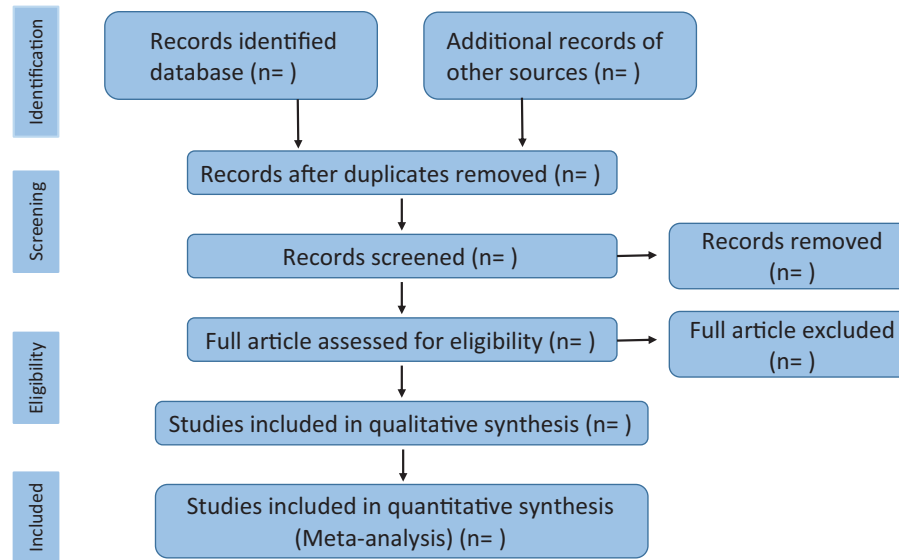 Identification
Records identified
database (n= )
Additional records of
other sources (n= )
Screening
Records after duplicates removed (n= )
Records screened (n= )
Records removed
(n= )
Eligibility
Full article assessed for eligibility (n= )
Full article excluded
(n= )
Studies included in qualitative synthesis (n= )
Included
Studies included in quantitative synthesis
(Meta-analysis) (n= )